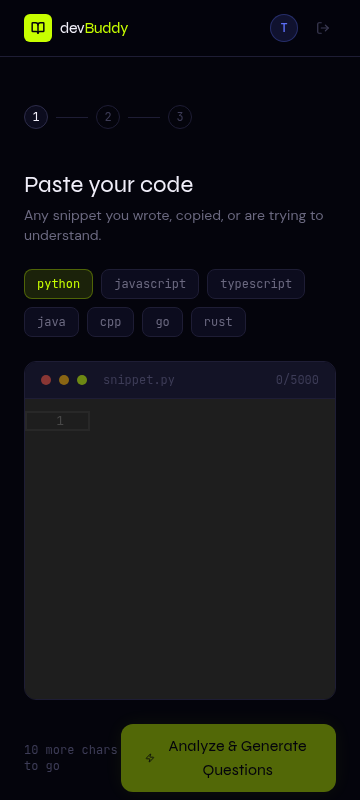 devBuddy
T
1 2 3
Paste your code
Any snippet you wrote, copied, or are trying to
understand.
python javascript typescript
java cpp go rust
snippet.py 0/5000
1
10 more chars
to go
Analyze & Generate
Questions